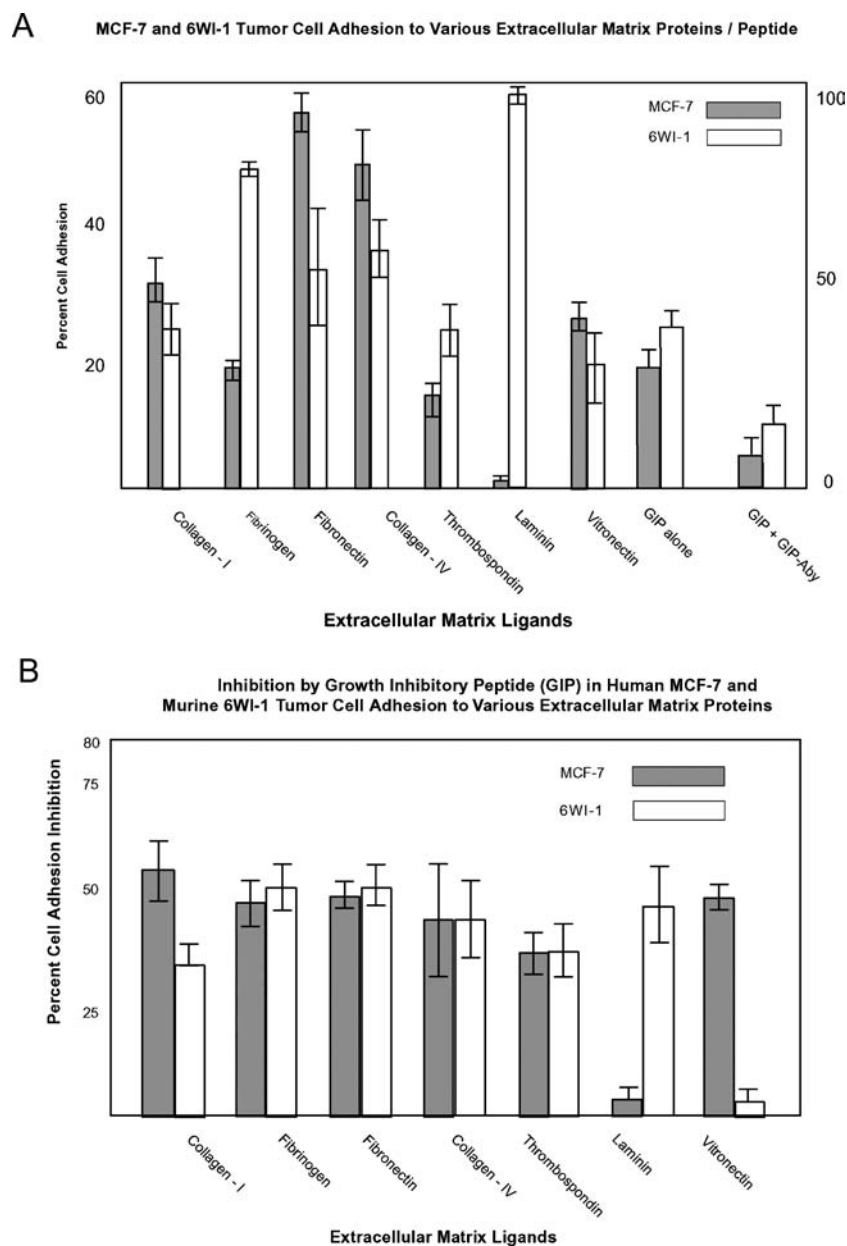 A
MCF-7 and 6WI-1 Tumor Cell Adhesion to Various Extracellular Matrix Proteins / Peptide
Percent Cell Adhesion
60
40
20
100
50
0
MCF-7
6WI-1
Collagen - I
Fibrinogen
Fibronectin
Collagen - IV
Thrombospondin
Laminin
Vitronectin
GIP alone
GIP + GIP-Aby
Extracellular Matrix Ligands
B
Inhibition by Growth Inhibitory Peptide (GIP) in Human MCF-7 and
Murine 6WI-1 Tumor Cell Adhesion to Various Extracellular Matrix Proteins
Percent Cell Adhesion Inhibition
80
75
50
25
MCF-7
6WI-1
Collagen - I
Fibrinogen
Fibronectin
Collagen - IV
Thrombospondin
Laminin
Vitronectin
Extracellular Matrix Ligands